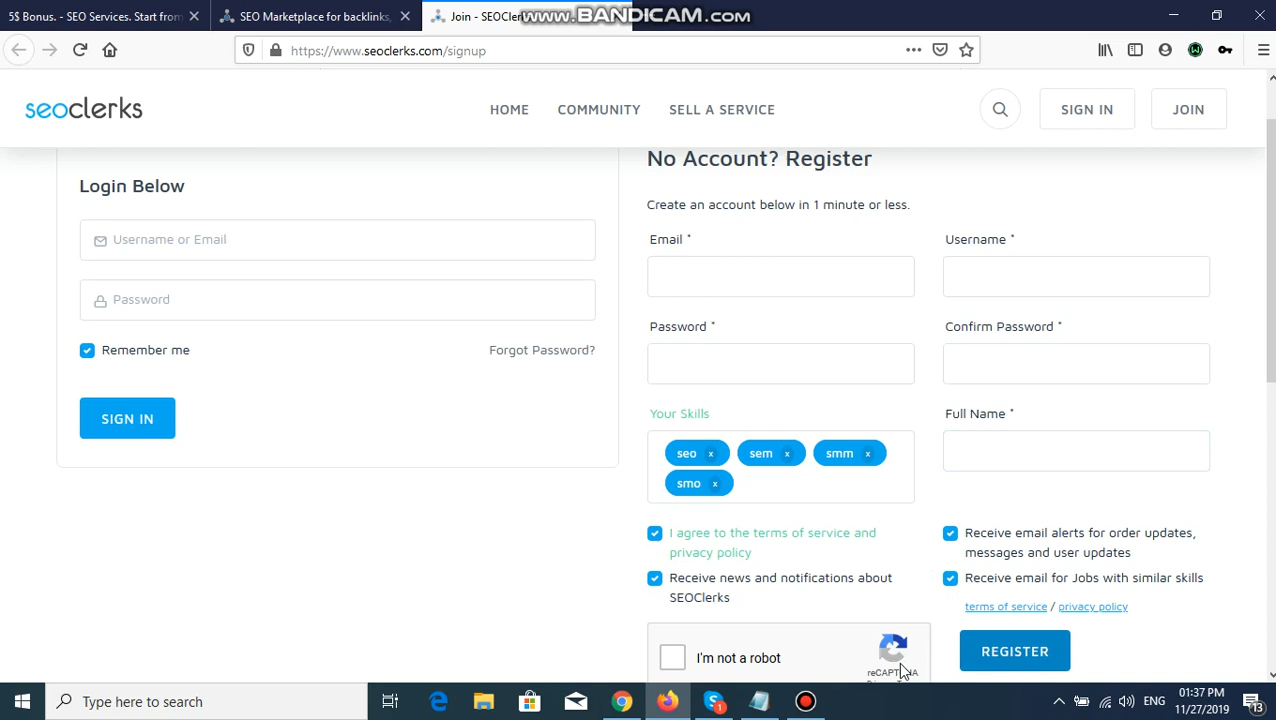 5$ Bonus. - SEO Services. Start from
SEO Marketplace for backlinks,
Join - SEOCler
www.BANDICAM.com
https://www.seoclerks.com/signup
seoclerks
HOME
COMMUNITY
SELL A SERVICE
SIGN IN
JOIN
Login Below
Username or Email
Password
Remember me
Forgot Password?
SIGN IN
No Account? Register
Create an account below in 1 minute or less.
Email *
Username *
Password *
Confirm Password *
Your Skills
Full Name *
seo x
sem x
smm x
smo x
I agree to the terms of service and
privacy policy
Receive email alerts for order updates,
messages and user updates
Receive news and notifications about
SEOClerks
Receive email for Jobs with similar skills
terms of service / privacy policy
I'm not a robot
reCAPTCHA
REGISTER
Type here to search
1
ENG
01:37 PM
11/27/2019
13